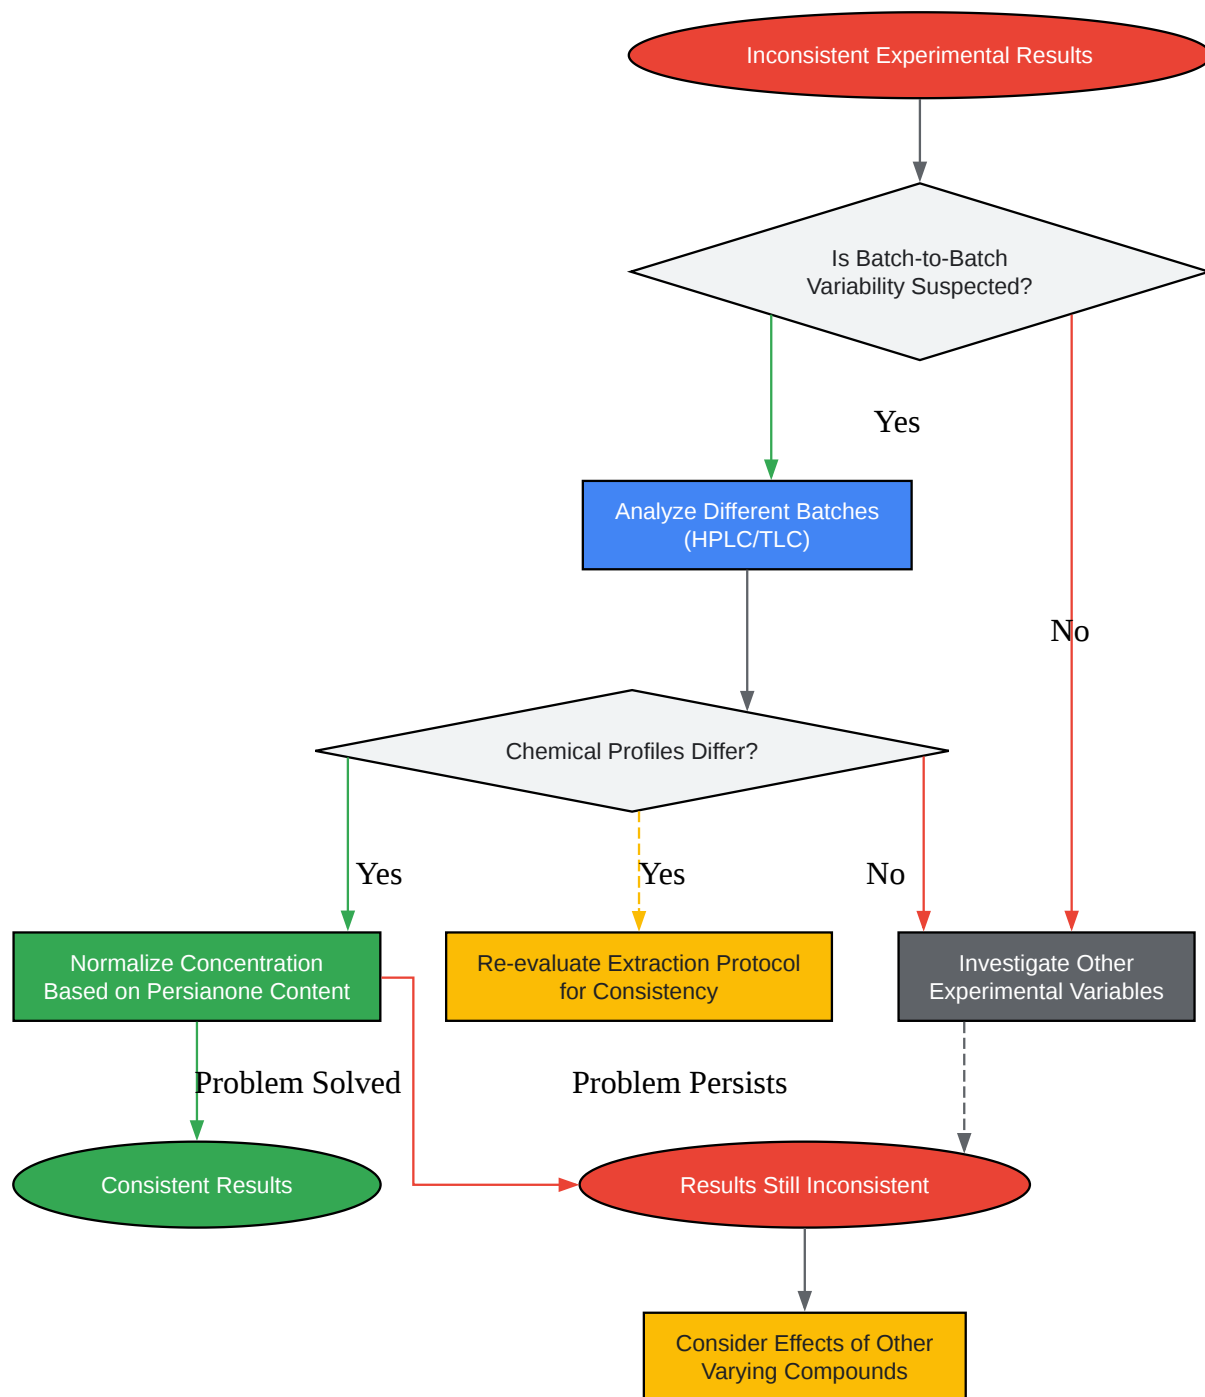 Inconsistent Experimental Results
Is Batch-to-Batch
Variability Suspected?
Yes
Analyze Different Batches
(HPLC/TLC)
No
Chemical Profiles Differ?
Yes
Yes
No
Normalize Concentration
Based on Persianone Content
Re-evaluate Extraction Protocol
for Consistency
Investigate Other
Experimental Variables
Problem Solved
Problem Persists
Consistent Results
Results Still Inconsistent
Consider Effects of Other
Varying Compounds